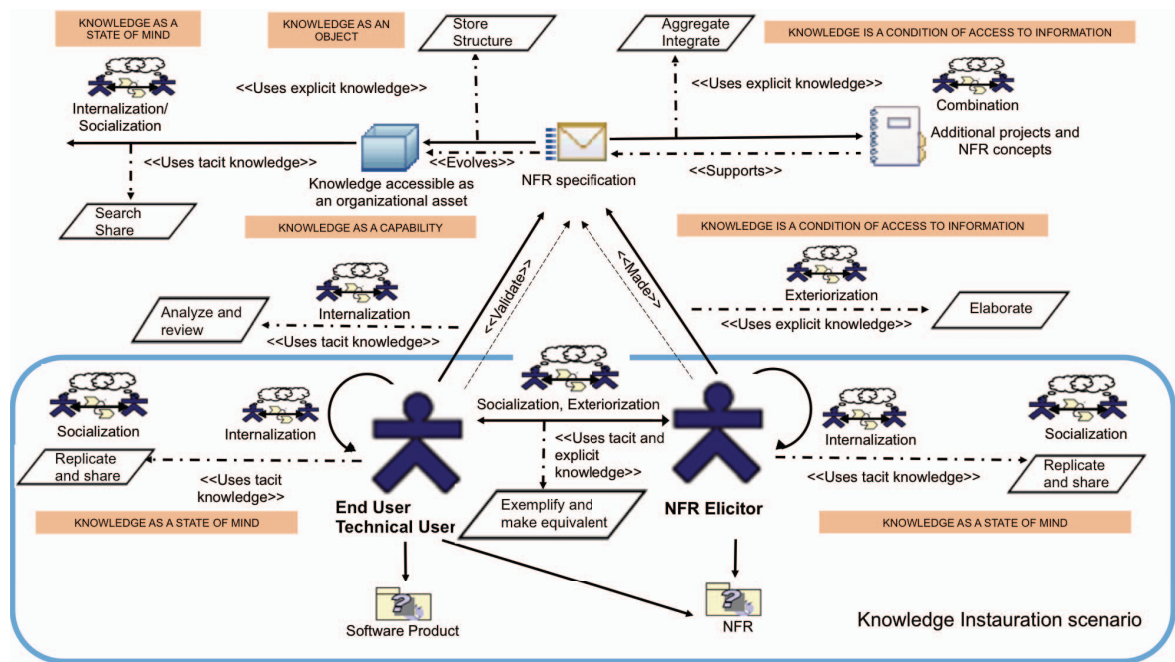 KNOWLEDGE AS A
STATE OF MIND
KNOWLEDGE AS AN
OBJECT
Store
Structure
Aggregate
Integrate
KNOWLEDGE IS A CONDITION OF ACCESS TO INFORMATION
<<Uses explicit knowledge>>
<<Uses explicit knowledge>>
Internalization/
Socialization
Combination
Additional projects and
NFR concepts
<<Uses tacit knowledge>>
<<Evolves>>
<<Supports>>
Knowledge accessible as
an organizational asset
NFR specification
Search
Share
KNOWLEDGE AS A CAPABILITY
KNOWLEDGE IS A CONDITION OF ACCESS TO INFORMATION
<<Validate>>
<<Made>>
Analyze and
review
Internalization
<<Uses tacit knowledge>>
Exteriorization
<<Uses explicit knowledge>>
Elaborate
Socialization
Internalization
Socialization, Exteriorization
Internalization
Socialization
Replicate
and share
<<Uses tacit
knowledge>>
<<Uses tacit and
explicit
knowledge>>
<<Uses tacit knowledge>>
Replicate
and share
KNOWLEDGE AS A STATE OF MIND
End User
Technical User
Exemplify and
make equivalent
NFR Elicitor
KNOWLEDGE AS A STATE OF MIND
Software Product
NFR
Knowledge Instauration scenario